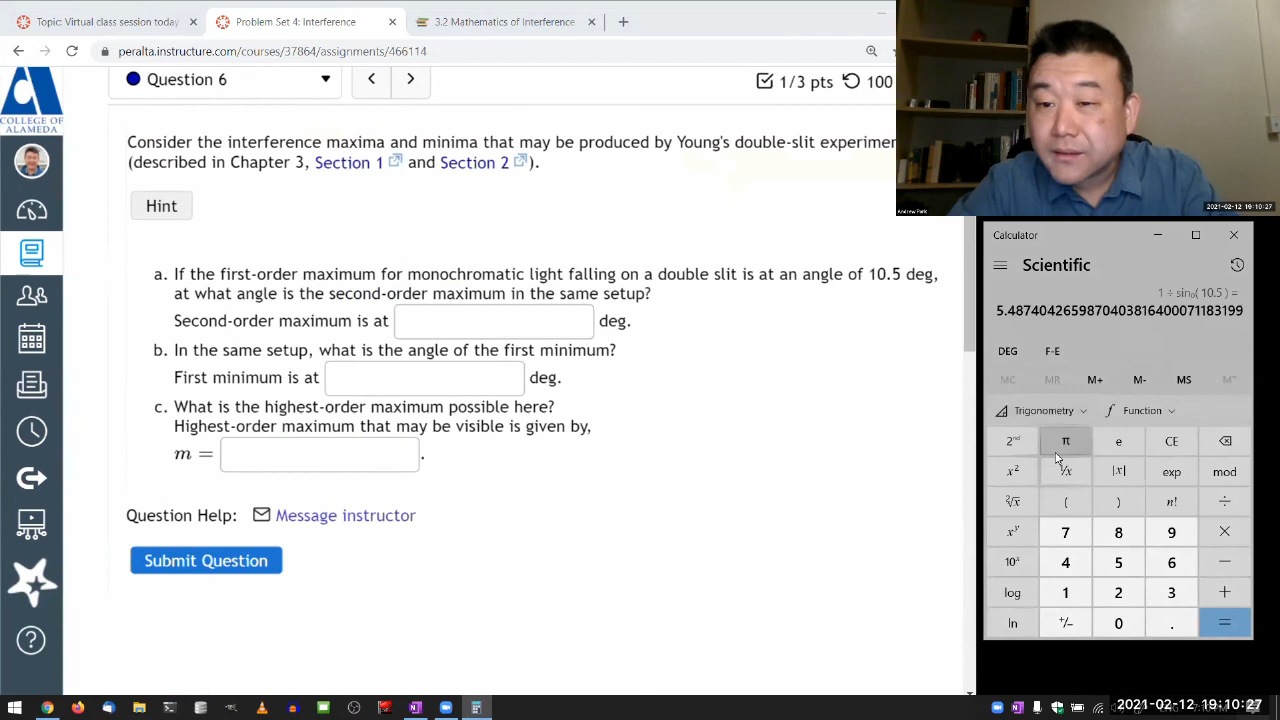 Topic: Virtual class session today
Problem Set 4: Interference
3.2 Mathematics of Interference
peralta.instructure.com/courses/37864/assignments/466114
COLLEGE OF
ALAMEDA
Question 6
1/3 pts
100
Consider the interference maxima and minima that may be produced by Young's double-slit experimen
(described in Chapter 3, Section 1 and Section 2).
Hint
a. If the first-order maximum for monochromatic light falling on a double slit is at an angle of 10.5 deg,
at what angle is the second-order maximum in the same setup?
Second-order maximum is at deg.
b. In the same setup, what is the angle of the first minimum?
First minimum is at deg.
c. What is the highest-order maximum possible here?
Highest-order maximum that may be visible is given by,
m = .
Question Help: Message instructor
Submit Question
Andrew Park
2021-02-12 19:10:27
Calculator
Scientific
1 ÷ sin₀( 10.5 ) =
5.4874042659870403816400071183199
DEG F-E
MC MR M+ M- MS
Trigonometry Function
2ⁿᵈ π e CE
x² ¹/x |x| exp mod
²√x ( ) n! ÷
xʸ 7 8 9 ×
10ˣ 4 5 6 −
log 1 2 3 +
ln +/− 0 . =
2021-02-12 19:10:27